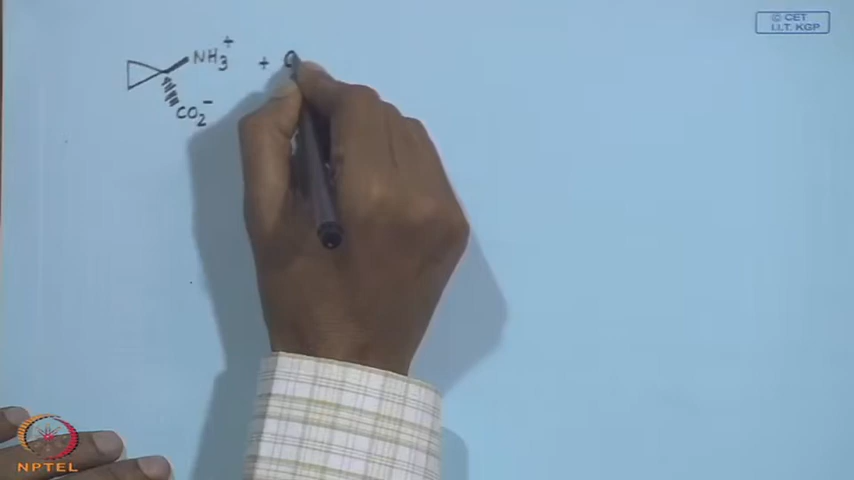 © CET
I.I.T. KGP
NH3+ + O
CO2−
NPTEL